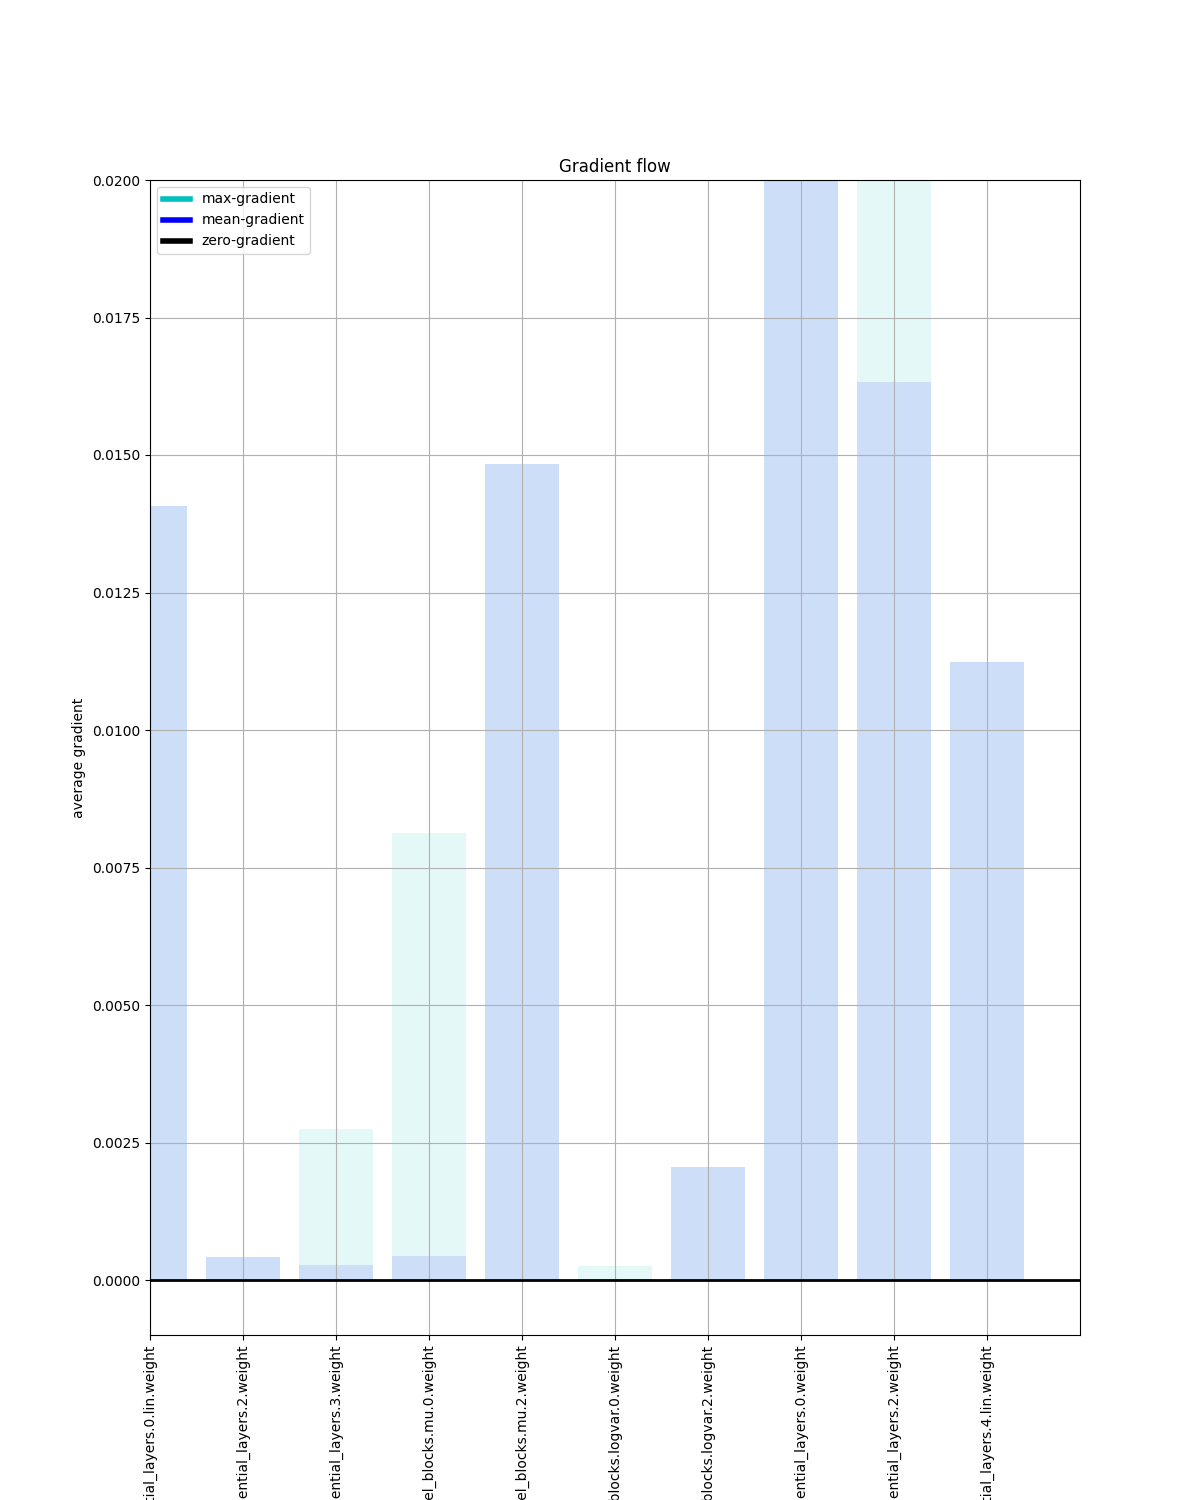 Gradient flow
max-gradient
mean-gradient
zero-gradient
0.0200
0.0175
0.0150
0.0125
0.0100
0.0075
0.0050
0.0025
0.0000
average gradient
tial_layers.0.lin.weight
ential_layers.2.weight
ential_layers.3.weight
el_blocks.mu.0.weight
el_blocks.mu.2.weight
blocks.logvar.0.weight
blocks.logvar.2.weight
ential_layers.0.weight
ential_layers.2.weight
tial_layers.4.lin.weight